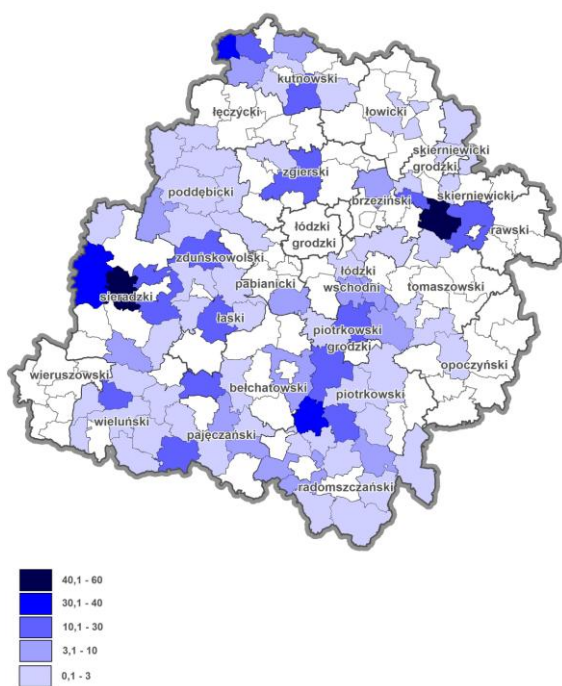 kutnowski
łęczycki
łowicki
skierniewicki
grodzki
zgierski
skierniewicki
poddębicki
brzeziński
rawski
łódzki
grodzki
zduńskowolski
łódzki
wschodni
pabianicki
tomaszowski
sieradzki
łaski
piotrkowski
grodzki
opoczyński
wieruszowski
bełchatowski
piotrkowski
wieluński
pajęczański
radomszczański
40,1 - 60
30,1 - 40
10,1 - 30
3,1 - 10
0,1 - 3